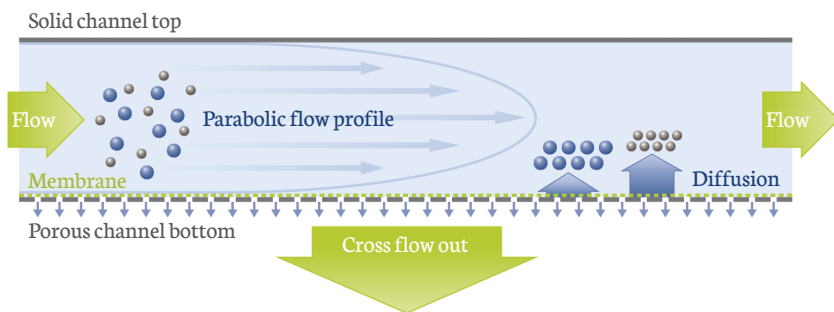 Solid channel top
Flow
Parabolic flow profile
Flow
Membrane
Diffusion
Porous channel bottom
Cross flow out